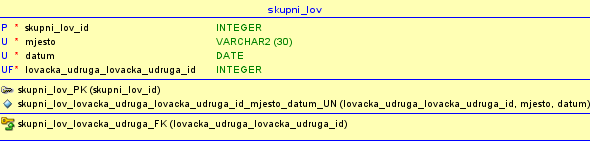 skupni_lov
P * skupni_lov_id INTEGER
U * mjesto VARCHAR2 (30)
U * datum DATE
UF* lovacka_udruga_lovacka_udruga_id INTEGER
skupni_lov_PK (skupni_lov_id)
skupni_lov_lovacka_udruga_lovacka_udruga_id_mjesto_datum_UN (lovacka_udruga_lovacka_udruga_id, mjesto, datum)
skupni_lov_lovacka_udruga_FK (lovacka_udruga_lovacka_udruga_id)